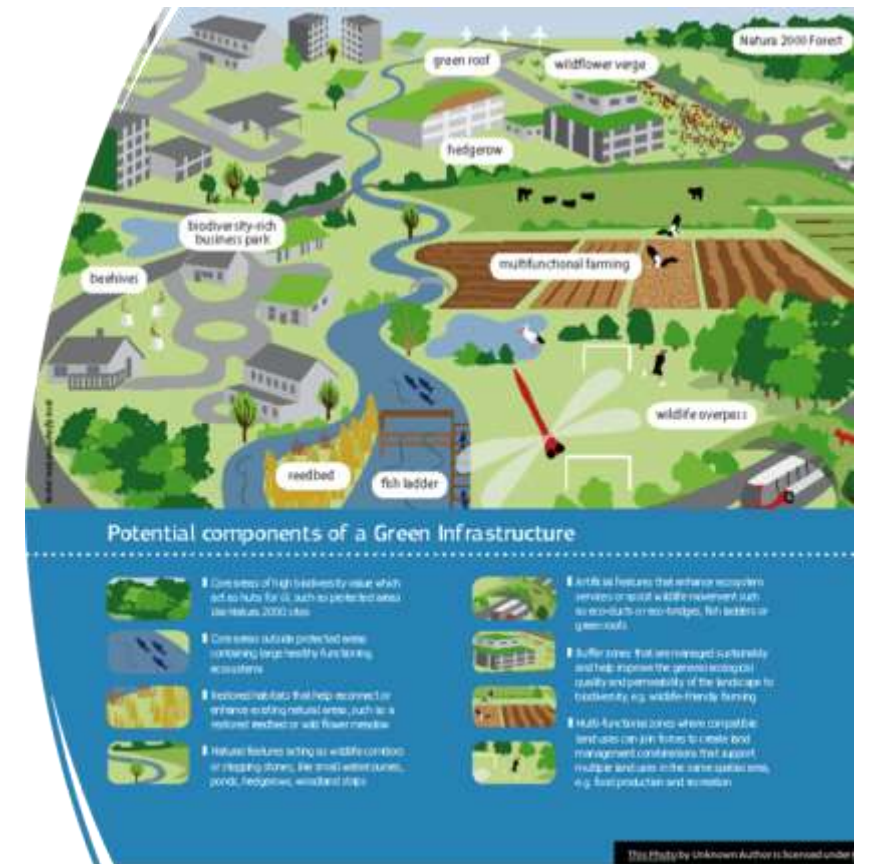 Natura 2000 Forest
green roof
wildflower verge
hedgerow
biodiversity-rich
business park
multifunctional farming
beehives
wildlife overpass
reedbed
fish ladder
Potential components of a Green Infrastructure
Core areas of high biodiversity value which
act as hubs for GI, such as protected areas
like Natura 2000 sites
Core areas outside protected areas
containing large healthy functioning
ecosystems
Restored habitats that help reconnect or
enhance existing natural areas, such as a
restored reedbed or wild flower meadow
Natural features acting as wildlife corridors
or stepping stones, like small watercourses,
ponds, hedgerows, woodland strips
Artificial features that enhance ecosystem
services or assist wildlife movement such
as eco-ducts or eco-bridges, fish ladders or
green roofs
Buffer zones that are managed sustainably
and help improve the general ecological
quality and permeability of the landscape to
biodiversity, e.g. wildlife-friendly farming
Multi-functional zones where compatible
land uses can join forces to create land
management combinations that support
multiple land uses in the same spatial area,
e.g. food production and recreation
This Photo by Unknown Author is licensed under